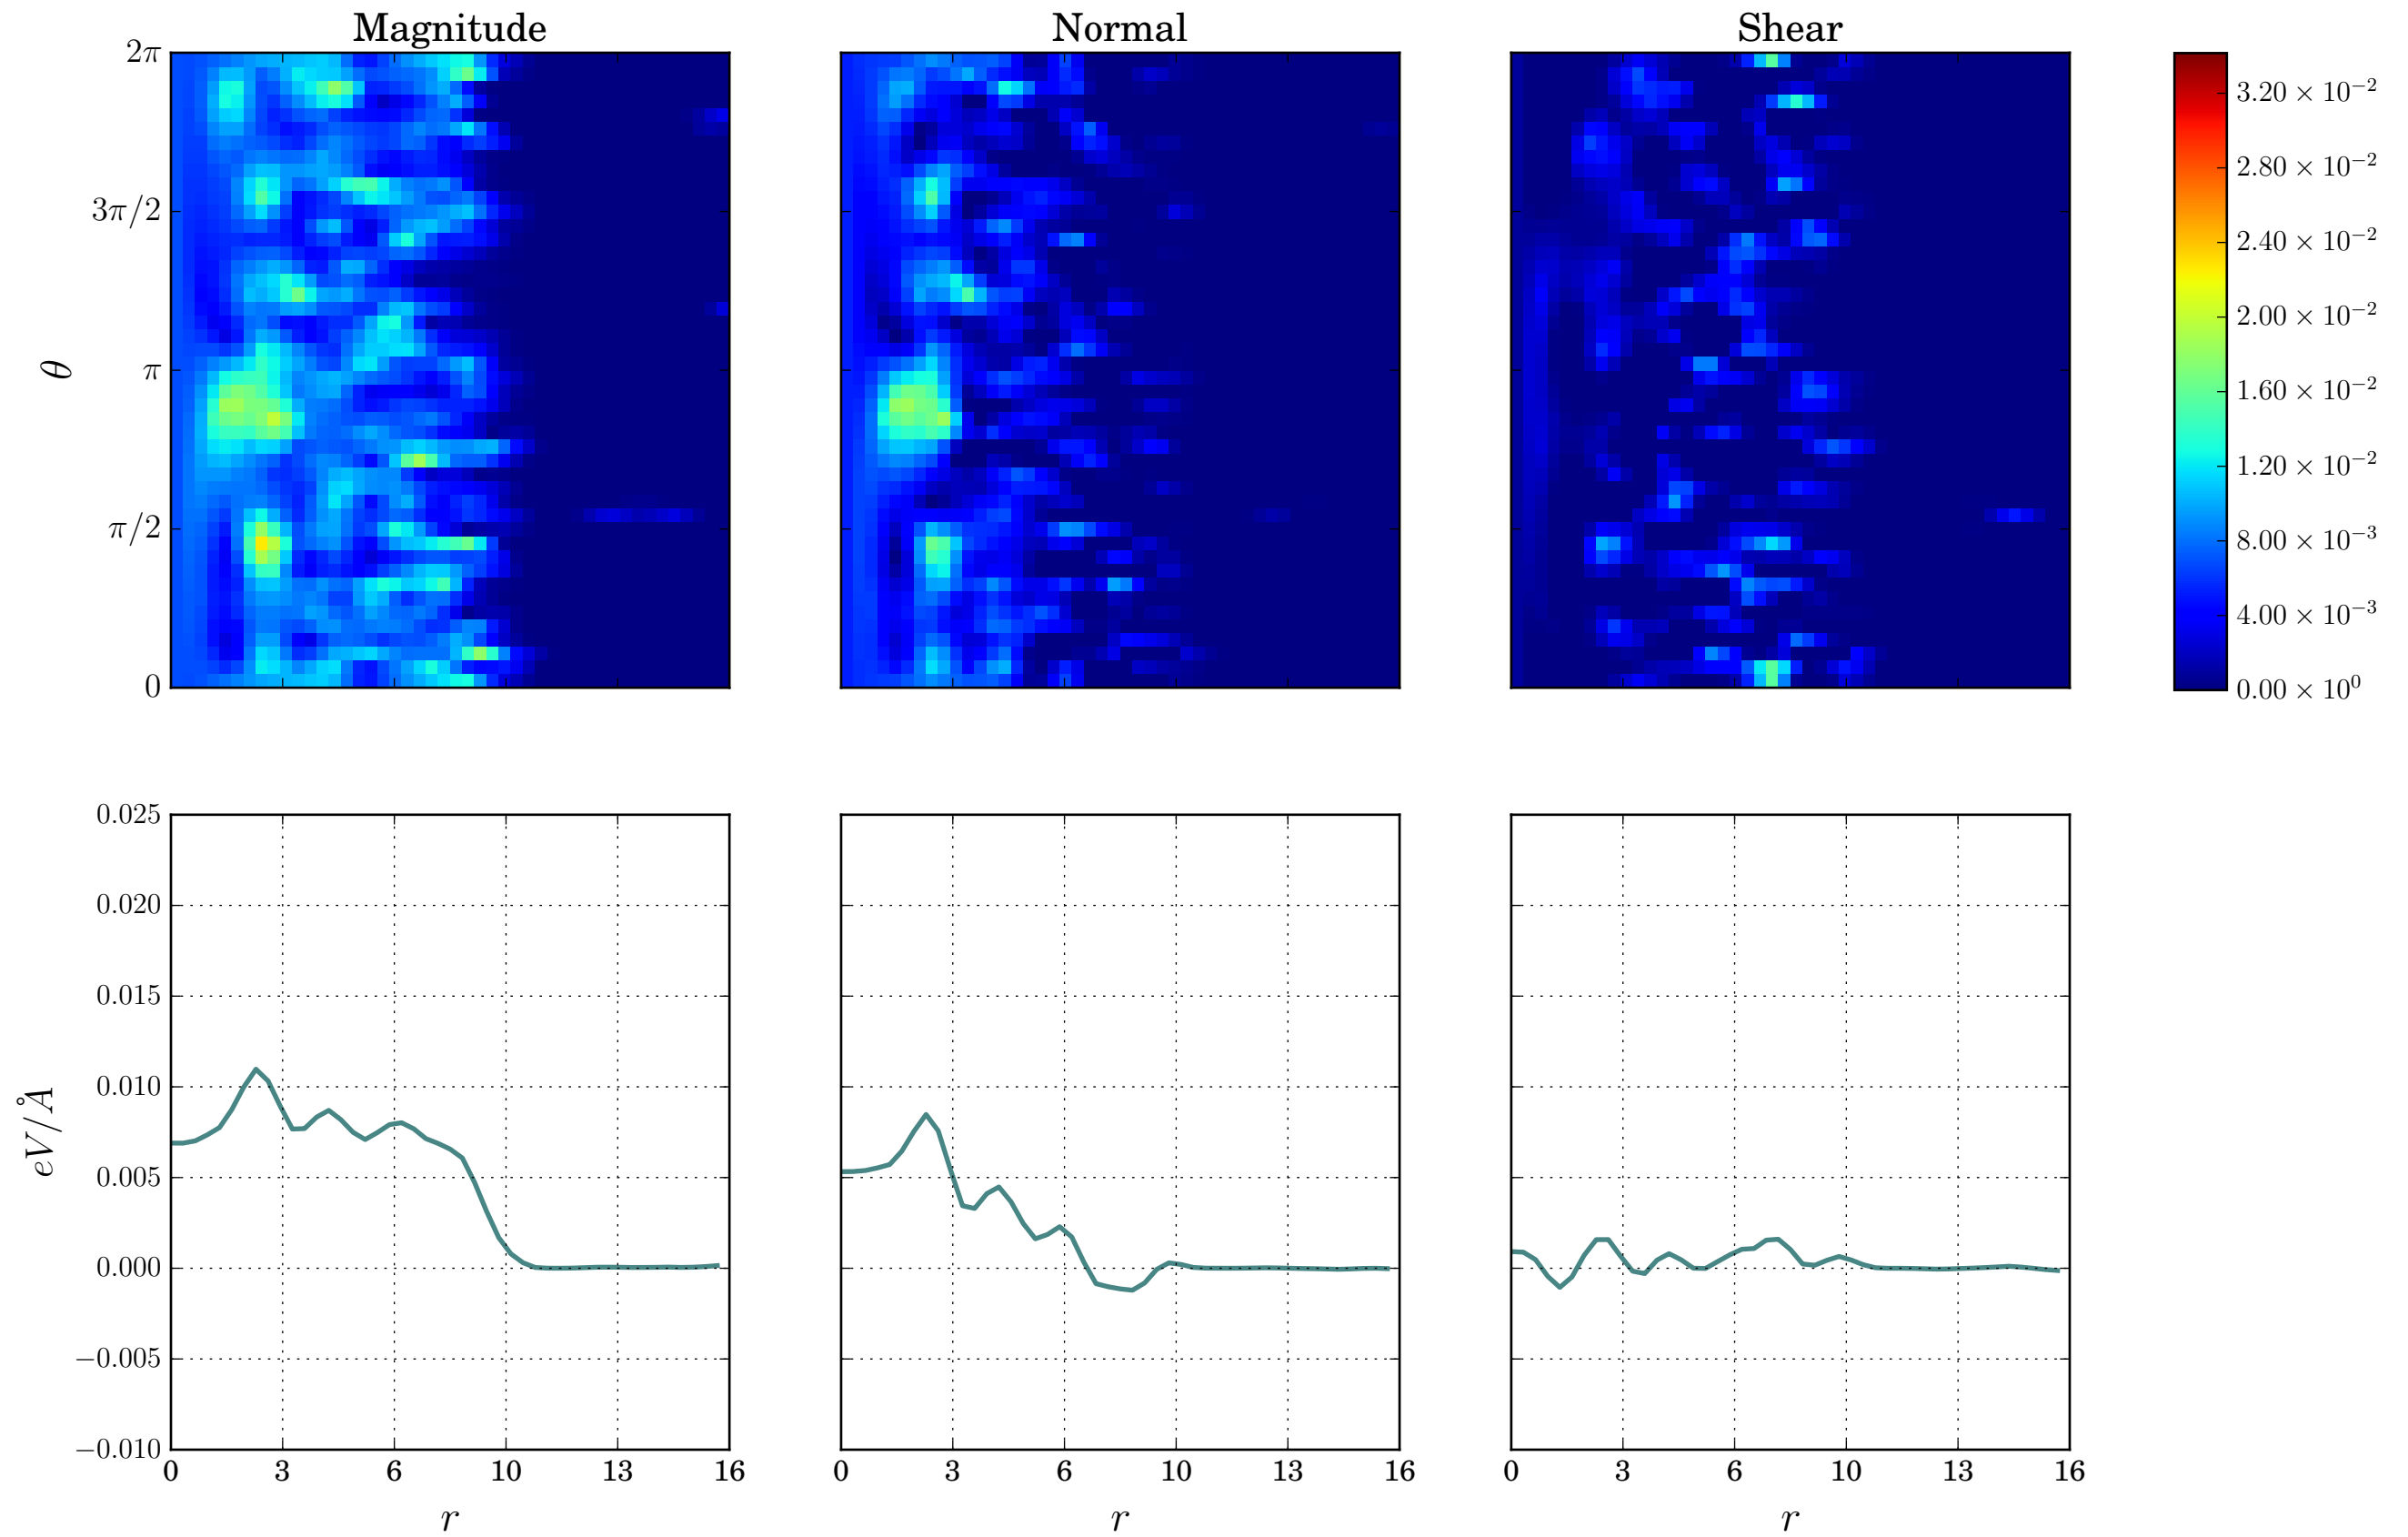 Magnitude Normal Shear
2π
3π/2
π
π/2
0
θ
3.20 × 10⁻²
2.80 × 10⁻²
2.40 × 10⁻²
2.00 × 10⁻²
1.60 × 10⁻²
1.20 × 10⁻²
8.00 × 10⁻³
4.00 × 10⁻³
0.00 × 10⁰
0.025
0.020
0.015
0.010
0.005
0.000
−0.005
−0.010
eV/Å
0 3 6 10 13 16 0 3 6 10 13 16 0 3 6 10 13 16
r r r